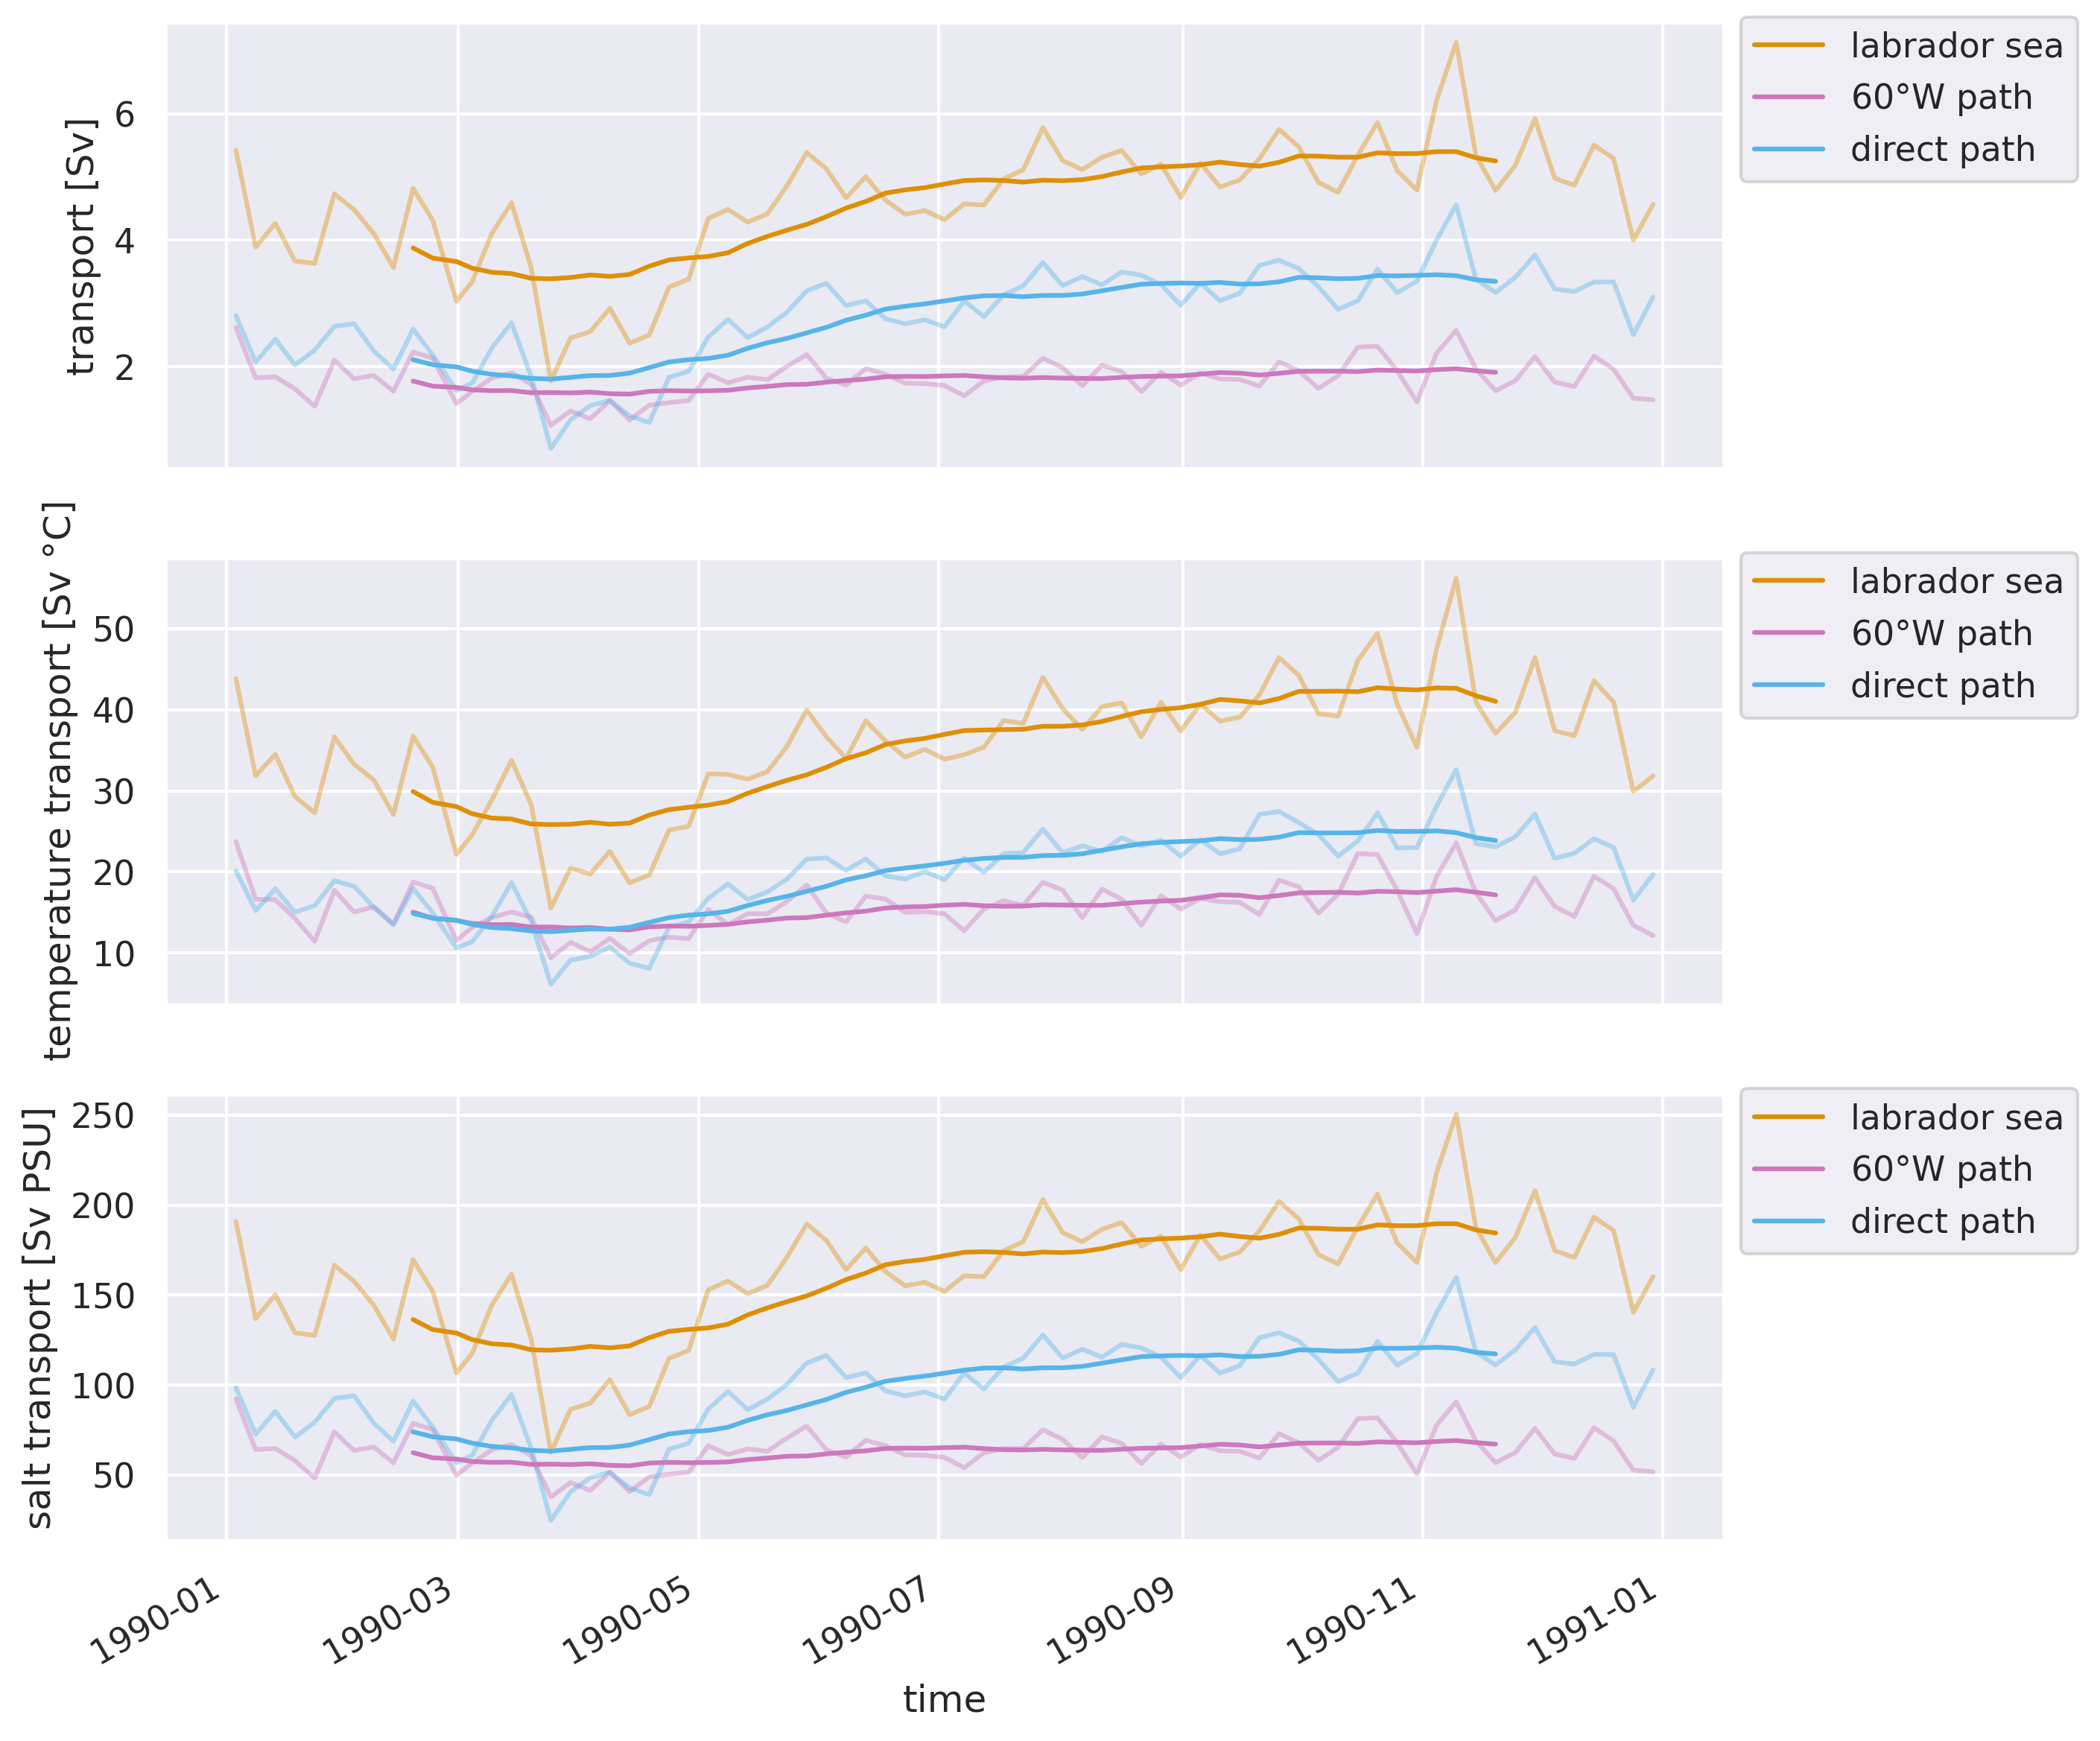 transport [Sv]
6
4
2
labrador sea
60°W path
direct path
temperature transport [Sv °C]
50
40
30
20
10
labrador sea
60°W path
direct path
salt transport [Sv PSU]
250
200
150
100
50
labrador sea
60°W path
direct path
1990-01
1990-03
1990-05
1990-07
1990-09
1990-11
1991-01
time